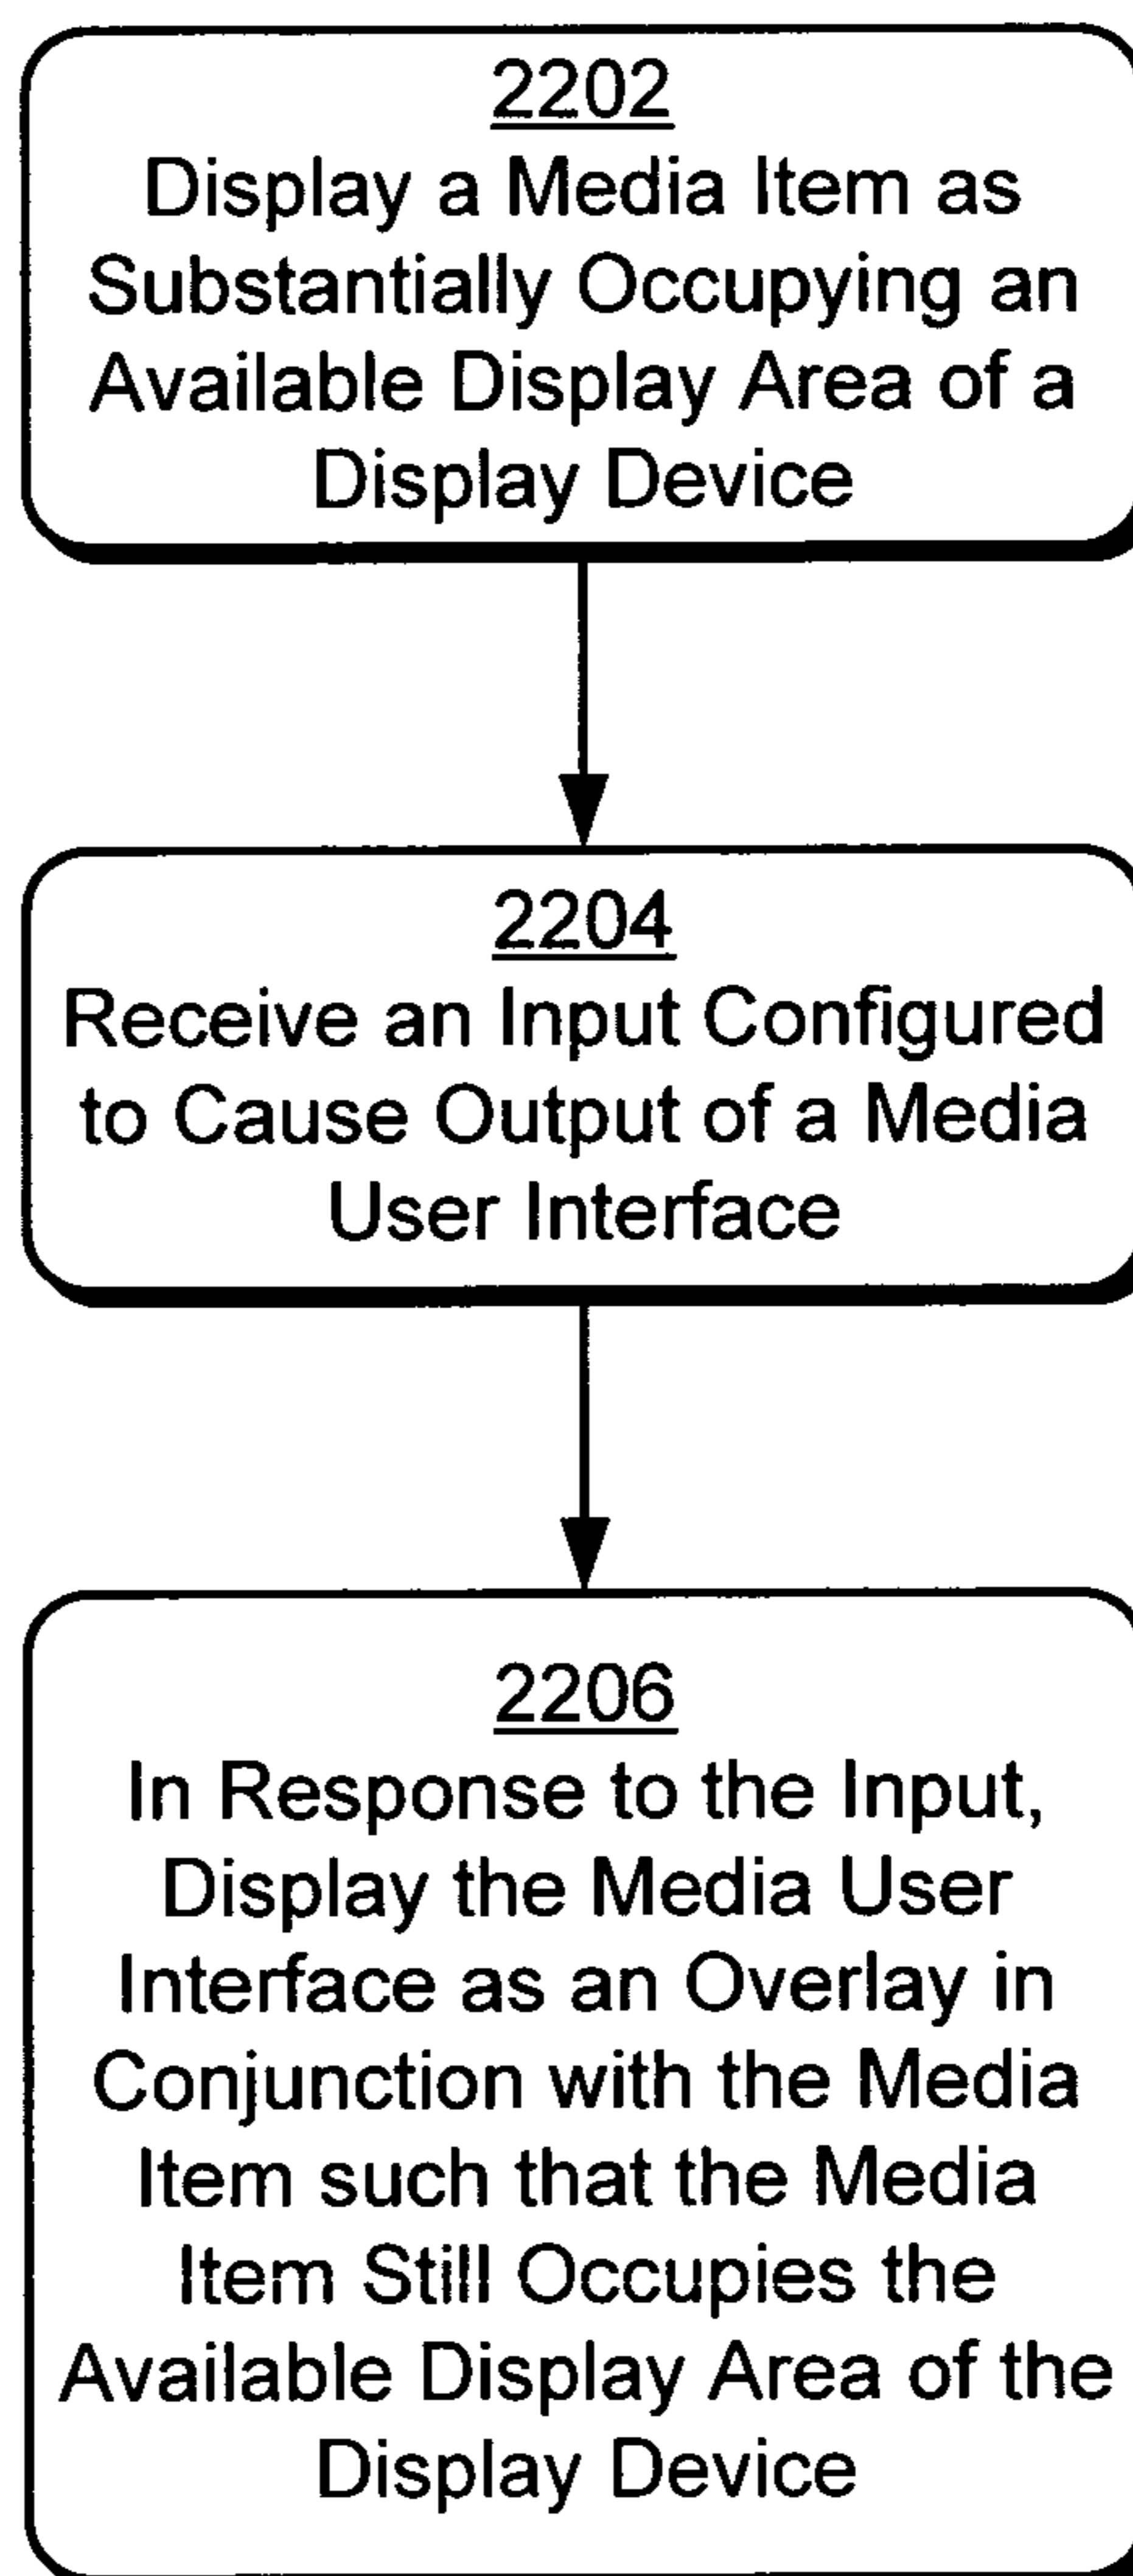 2202
Display a Media Item as
Substantially Occupying an
Available Display Area of a
Display Device
2204
Receive an Input Configured
to Cause Output of a Media
User Interface
2206
In Response to the Input,
Display the Media User
Interface as an Overlay in
Conjunction with the Media
Item such that the Media
Item Still Occupies the
Available Display Area of the
Display Device